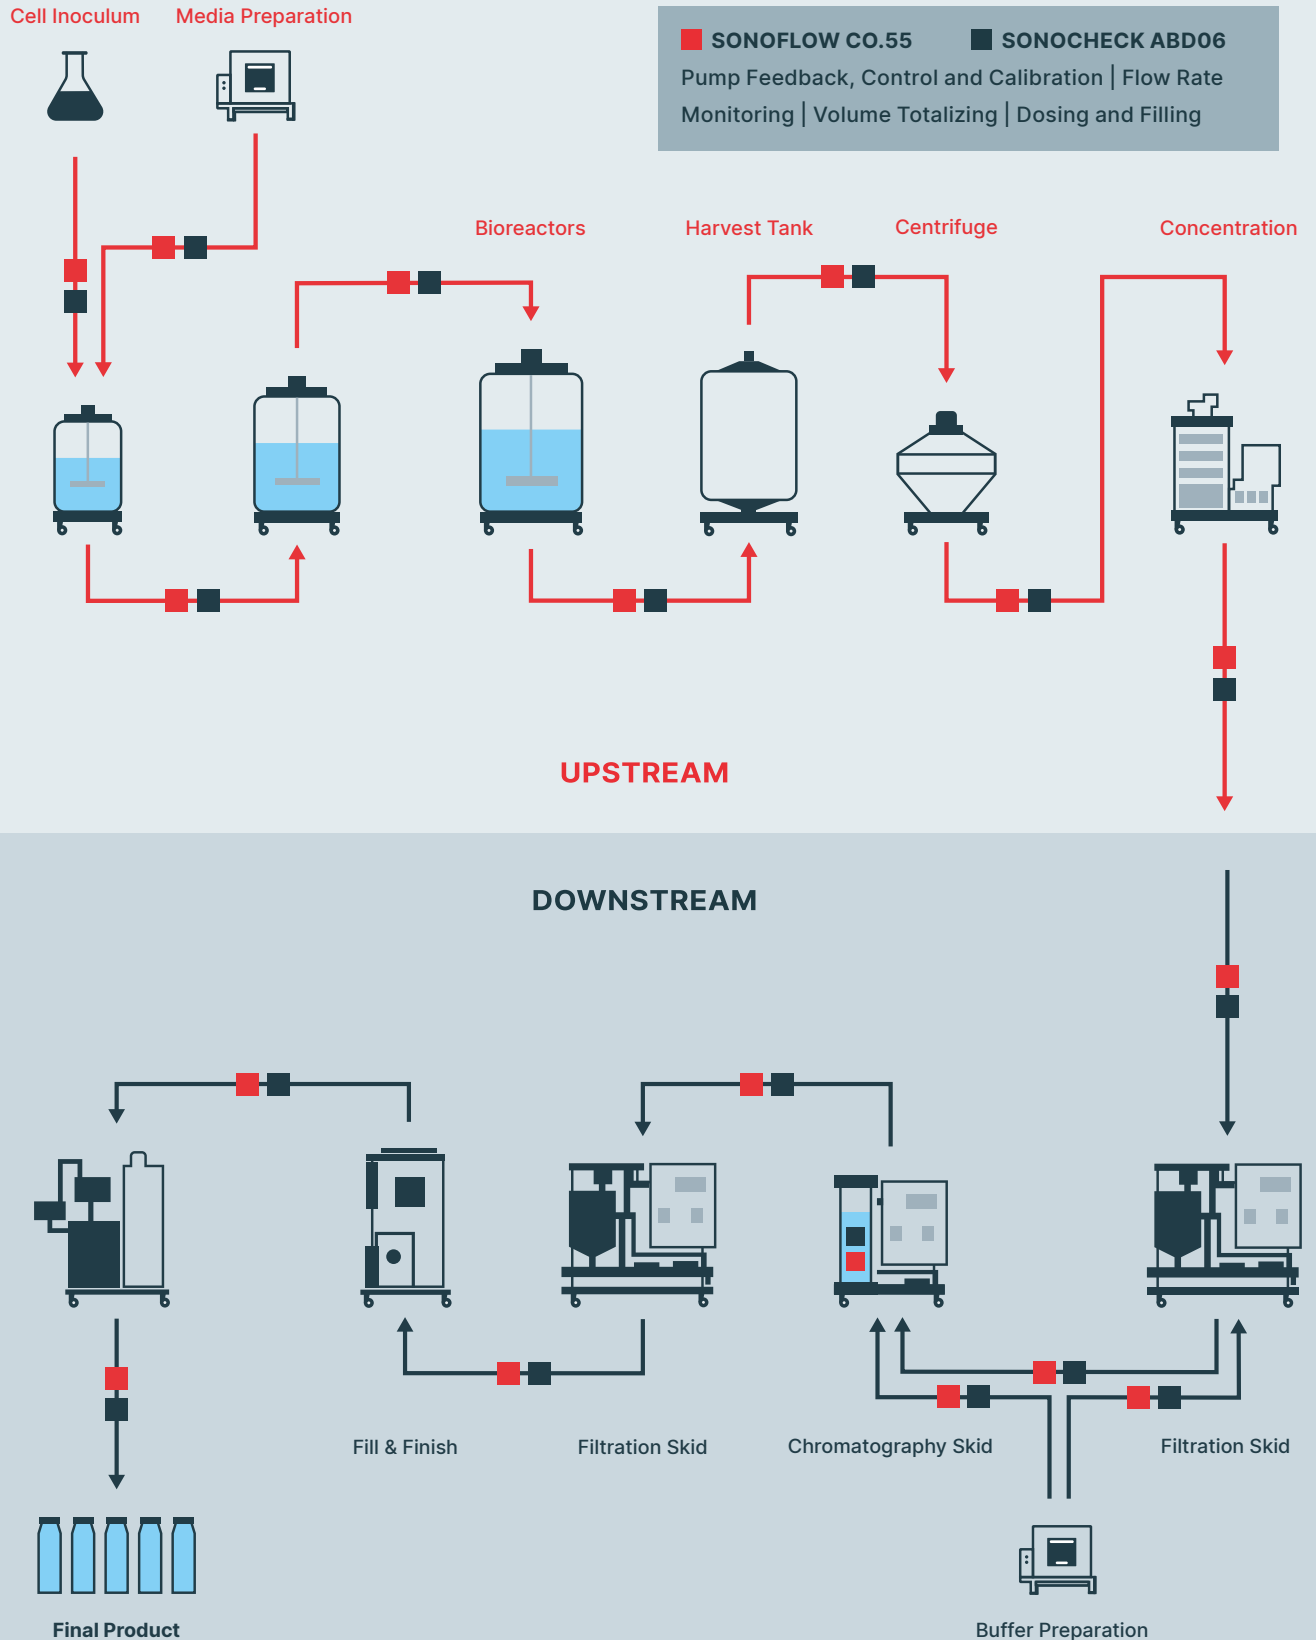 Cell Inoculum
Media Preparation
SONOFLOW CO.55
SONOCHECK ABD06
Pump Feedback, Control and Calibration | Flow Rate
Monitoring | Volume Totalizing | Dosing and Filling
Bioreactors
Harvest Tank
Centrifuge
Concentration
UPSTREAM
DOWNSTREAM
Fill & Finish
Filtration Skid
Chromatography Skid
Filtration Skid
Final Product
Buffer Preparation